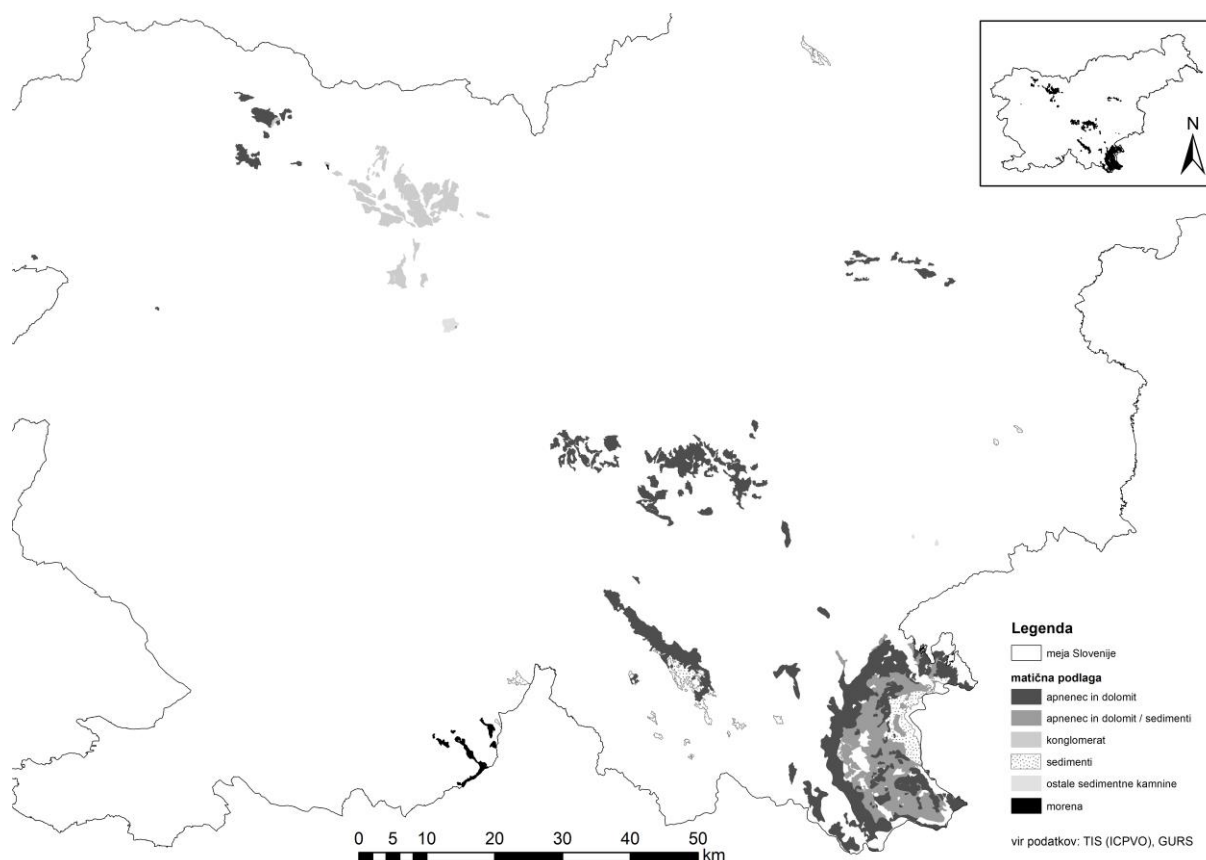 N
Legenda
meja Slovenije
matična podlaga
apnenec in dolomit
apnenec in dolomit / sedimenti
konglomerat
sedimenti
ostale sedimentne kamnine
morena
vir podatkov: TIS (ICPVO), GURS
0 10 20 30 40 50
km